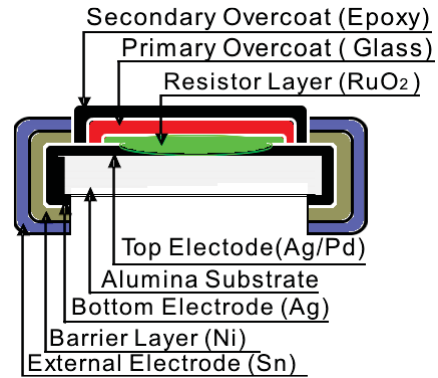 Secondary Overcoat (Epoxy)
Primary Overcoat ( Glass)
Resistor Layer (RuO₂)
Top Electode(Ag/Pd)
Alumina Substrate
Bottom Electrode (Ag)
Barrier Layer (Ni)
External Electrode (Sn)